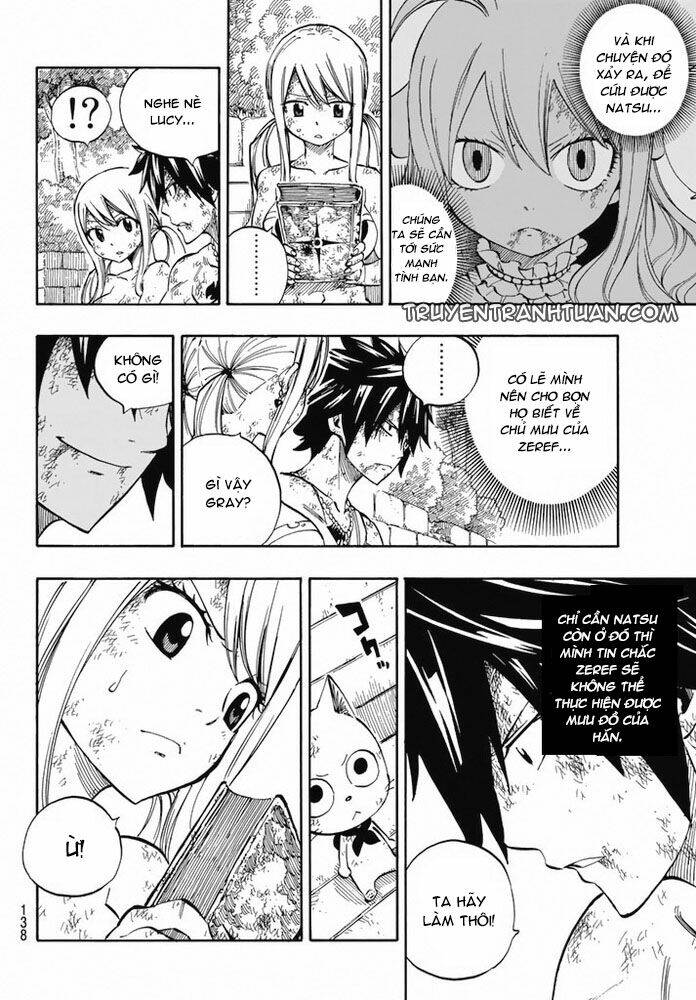 VÀ KHI
CHUYỆN ĐÓ
XẢY RA, ĐỂ
CỨU ĐƯỢC
NATSU...
CHÚNG
TA SẼ CẦN
TỚI SỨC
MẠNH
TÌNH BẠN.
.........
NGHE NÈ
LUCY...
!?
TRUYENTRANHTUAN.COM
CÓ LẼ MÌNH
NÊN CHO BỌN
HỌ BIẾT VỀ
CHỦ MƯU CỦA
ZEREF...
.........
GÌ VẬY
GRAY?
KHÔNG
CÓ GÌ!
CHỈ CẦN NATSU
CÒN Ở ĐÓ THÌ
MÌNH TIN CHẮC
ZEREF SẼ
KHÔNG THỂ
THỰC HIỆN ĐƯỢC
MƯU ĐỒ CỦA
HẮN.
TA HÃY
LÀM THÔI!
コクッ
Ừ!
138